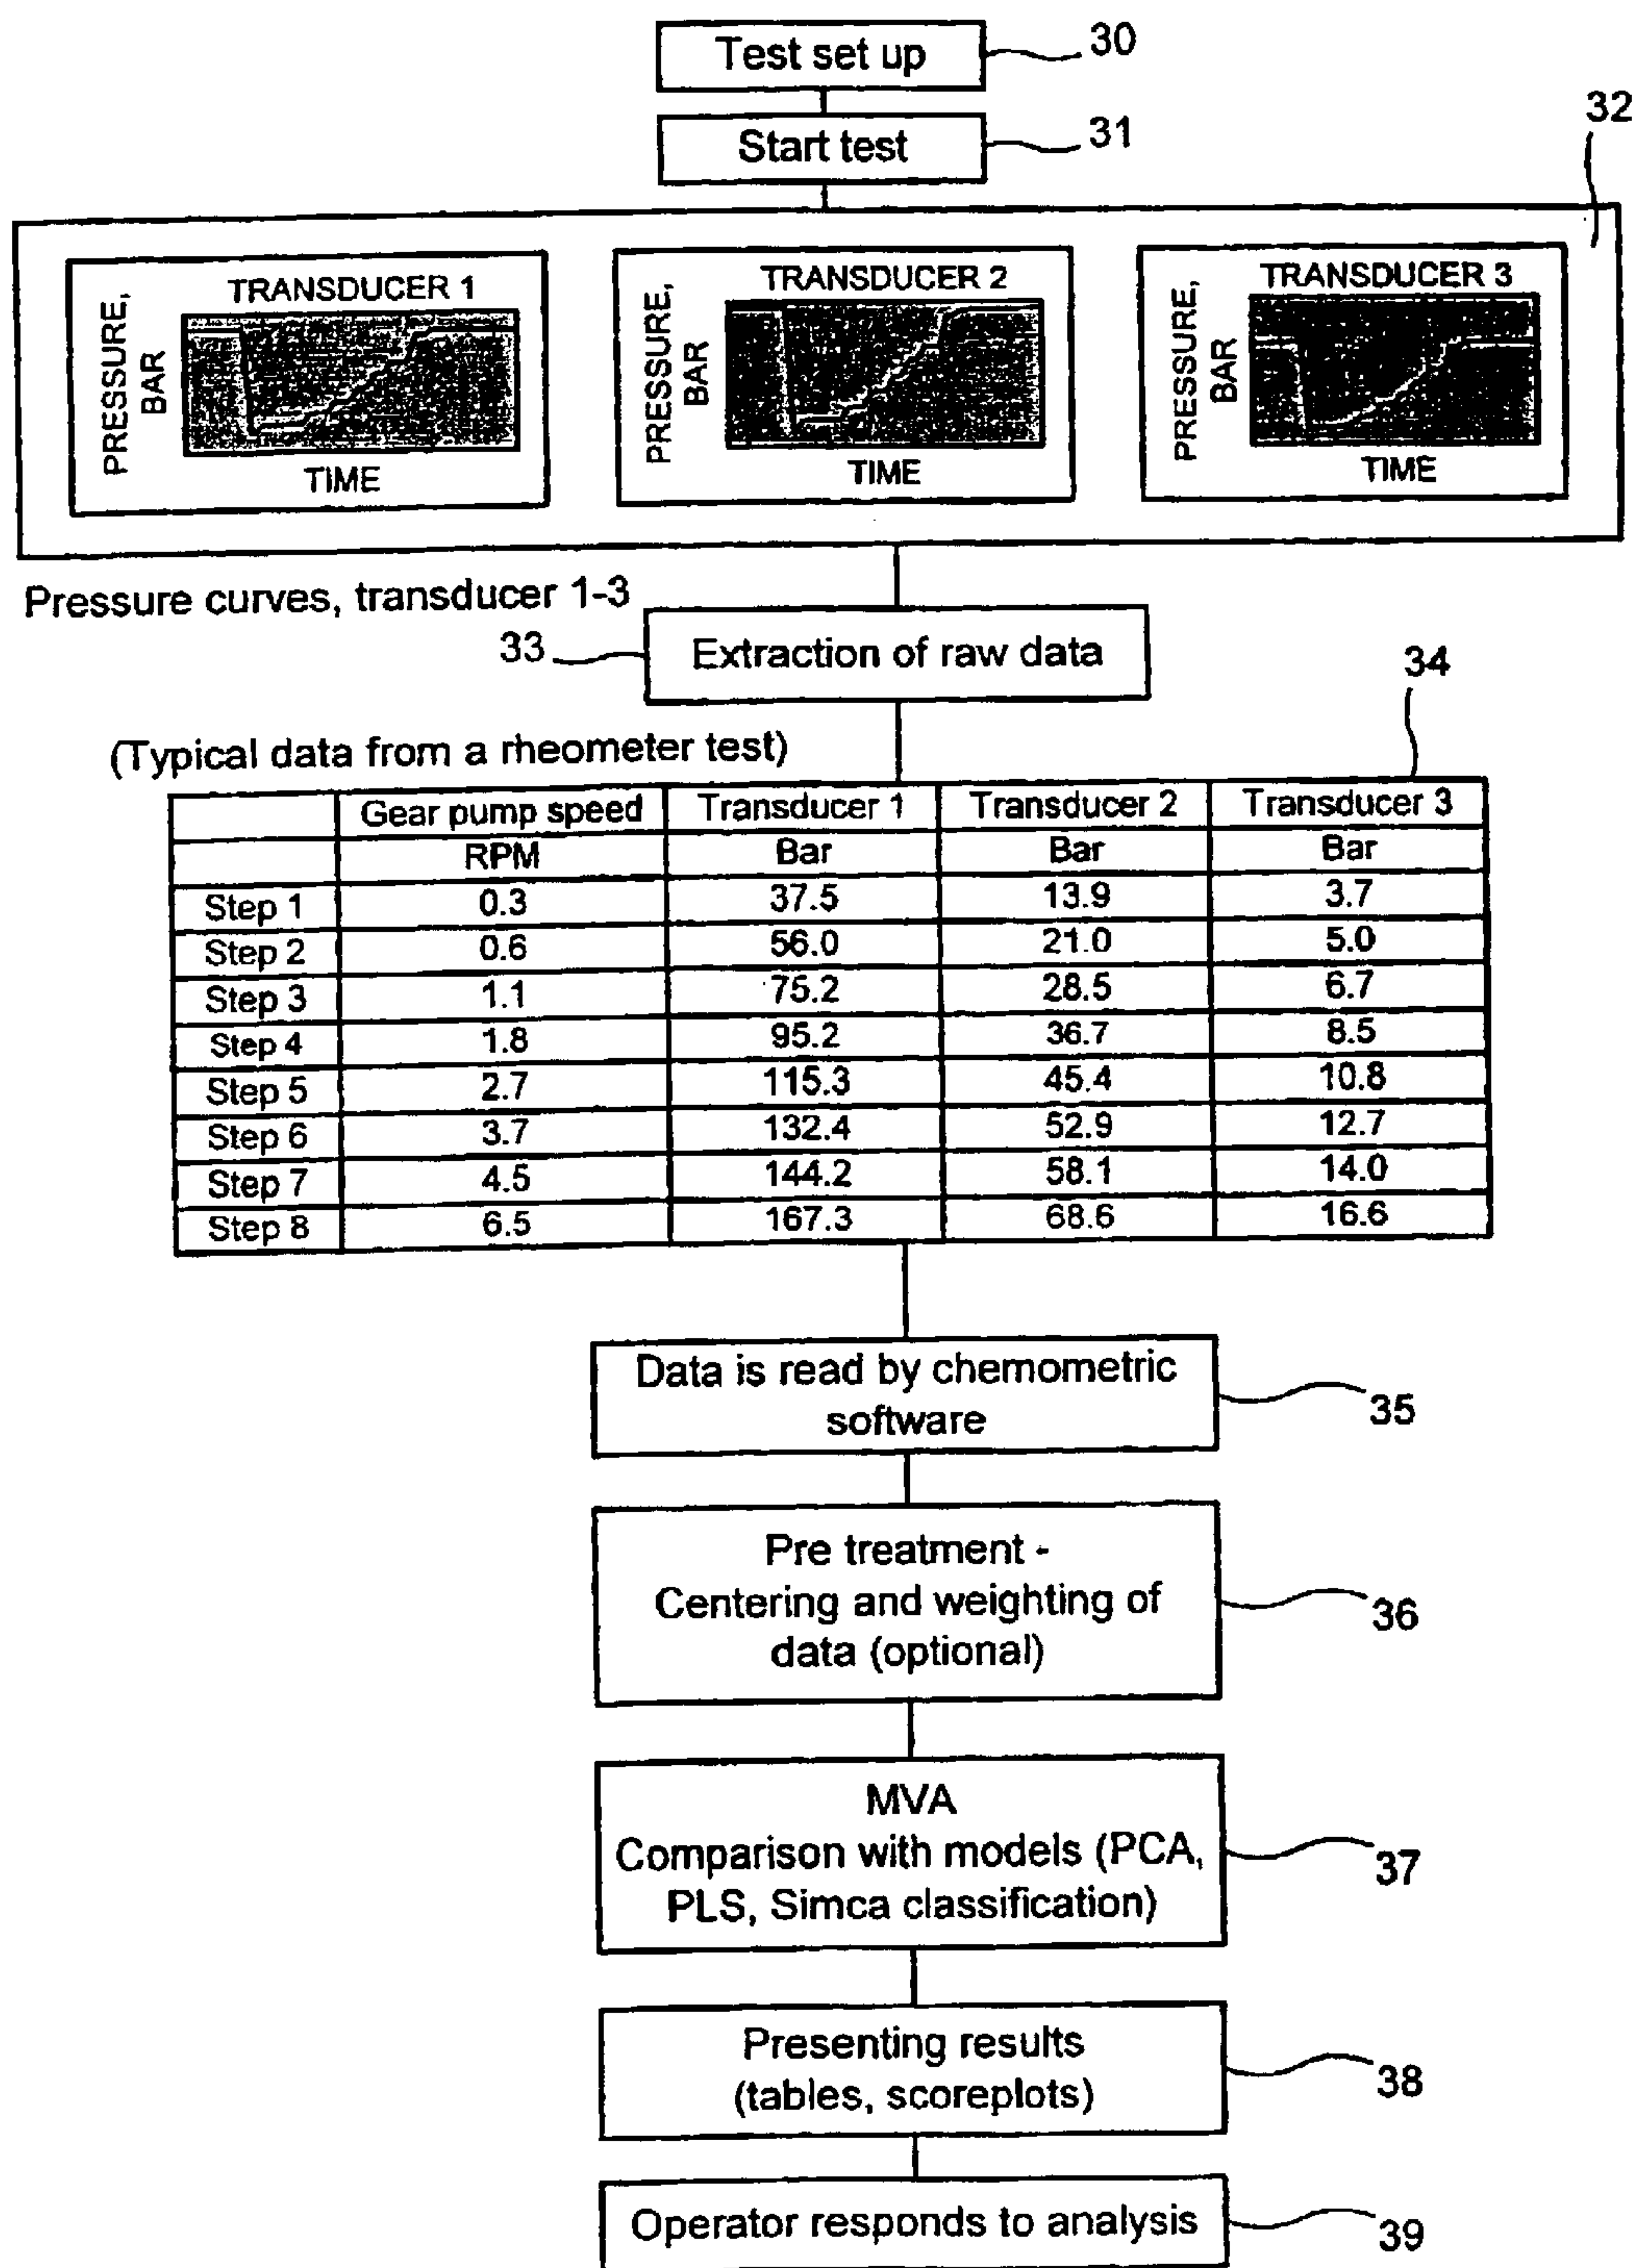 Test set up
30
Start test
31
32
TRANSDUCER 1
PRESSURE,
BAR
TIME
TRANSDUCER 2
PRESSURE,
BAR
TIME
TRANSDUCER 3
PRESSURE,
BAR
TIME
Pressure curves, transducer 1-3
33
Extraction of raw data
34
(Typical data from a rheometer test)
Gear pump speed Transducer 1 Transducer 2 Transducer 3
RPM Bar Bar Bar
Step 1 0.3 37.5 13.9 3.7
Step 2 0.6 56.0 21.0 5.0
Step 3 1.1 75.2 28.5 6.7
Step 4 1.8 95.2 36.7 8.5
Step 5 2.7 115.3 45.4 10.8
Step 6 3.7 132.4 52.9 12.7
Step 7 4.5 144.2 58.1 14.0
Step 8 6.5 167.3 68.6 16.6
Data is read by chemometric
software
35
Pre treatment -
Centering and weighting of
data (optional)
36
MVA
Comparison with models (PCA,
PLS, Simca classification)
37
Presenting results
(tables, scoreplots)
38
Operator responds to analysis
39